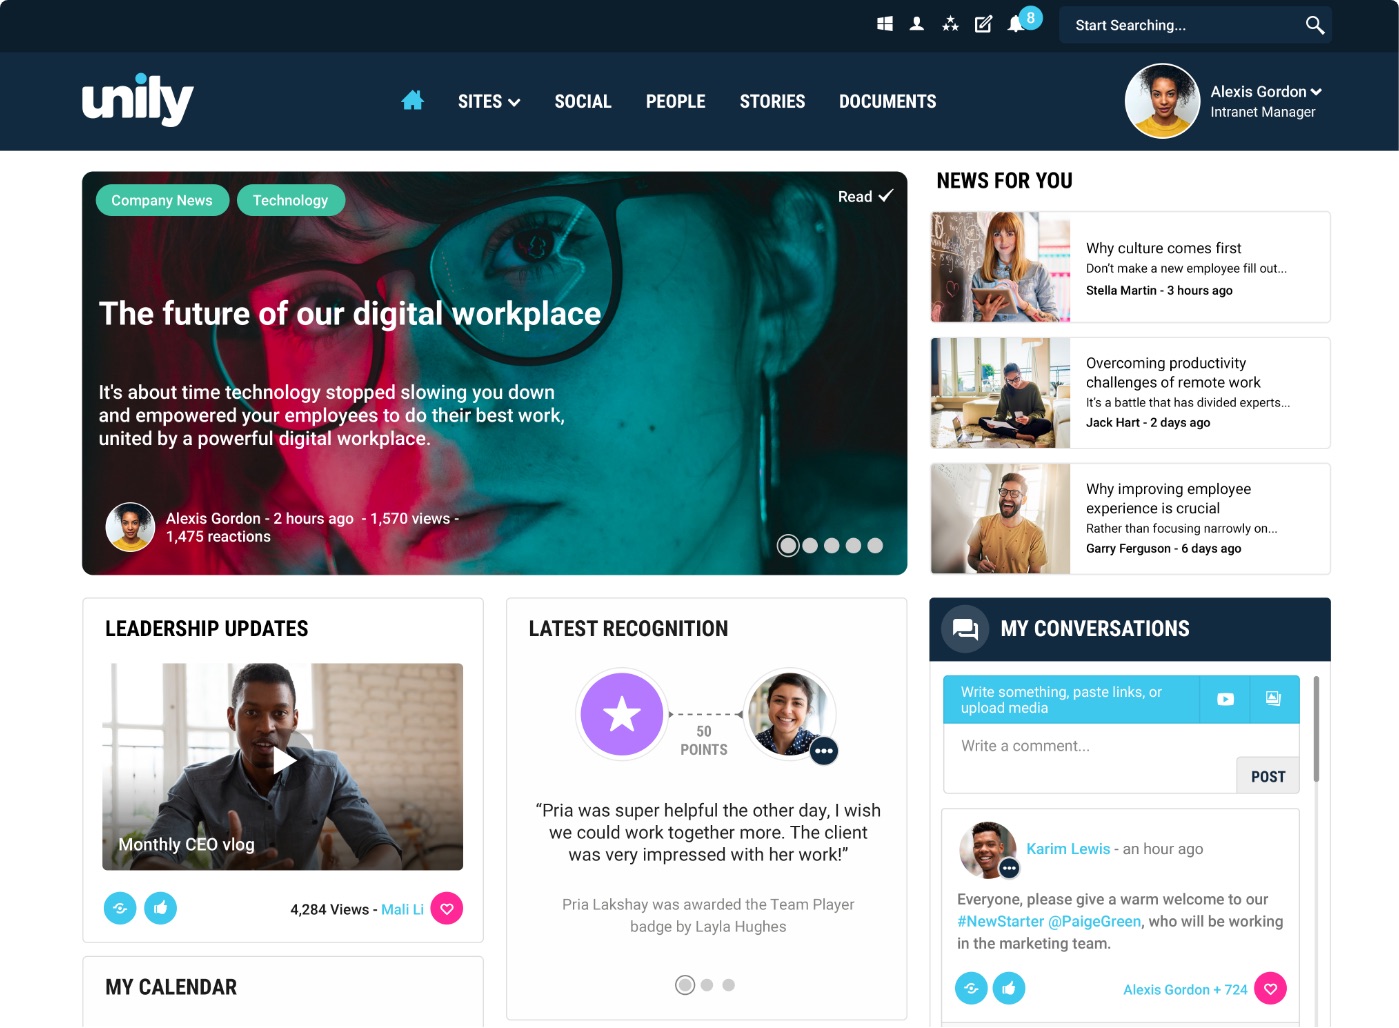 8
Start Searching...
unily
SITES
SOCIAL
PEOPLE
STORIES
DOCUMENTS
Alexis Gordon
Intranet Manager
Company News
Technology
Read
The future of our digital workplace
It's about time technology stopped slowing you down
and empowered your employees to do their best work,
united by a powerful digital workplace.
Alexis Gordon - 2 hours ago - 1,570 views -
1,475 reactions
NEWS FOR YOU
Why culture comes first
Don't make a new employee fill out...
Stella Martin - 3 hours ago
Overcoming productivity
challenges of remote work
It's a battle that has divided experts...
Jack Hart - 2 days ago
Why improving employee
experience is crucial
Rather than focusing narrowly on...
Garry Ferguson - 6 days ago
LEADERSHIP UPDATES
Monthly CEO vlog
4,284 Views - Mali Li
MY CALENDAR
LATEST RECOGNITION
50
POINTS
“Pria was super helpful the other day, I wish
we could work together more. The client
was very impressed with her work!”
Pria Lakshay was awarded the Team Player
badge by Layla Hughes
MY CONVERSATIONS
Write something, paste links, or
upload media
Write a comment...
POST
Karim Lewis - an hour ago
Everyone, please give a warm welcome to our
#NewStarter @PaigeGreen, who will be working
in the marketing team.
Alexis Gordon + 724